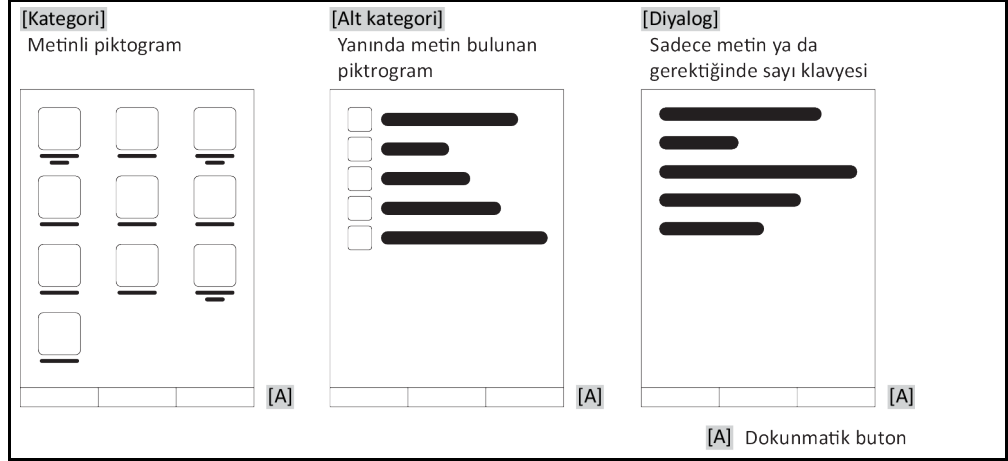 [Kategori]
Metinli piktogram
[Alt kategori]
Yanında metin bulunan
piktrogram
[Diyalog]
Sadece metin ya da
gerektiğinde sayı klavyesi
[A]
[A]
[A]
[A] Dokunmatik buton